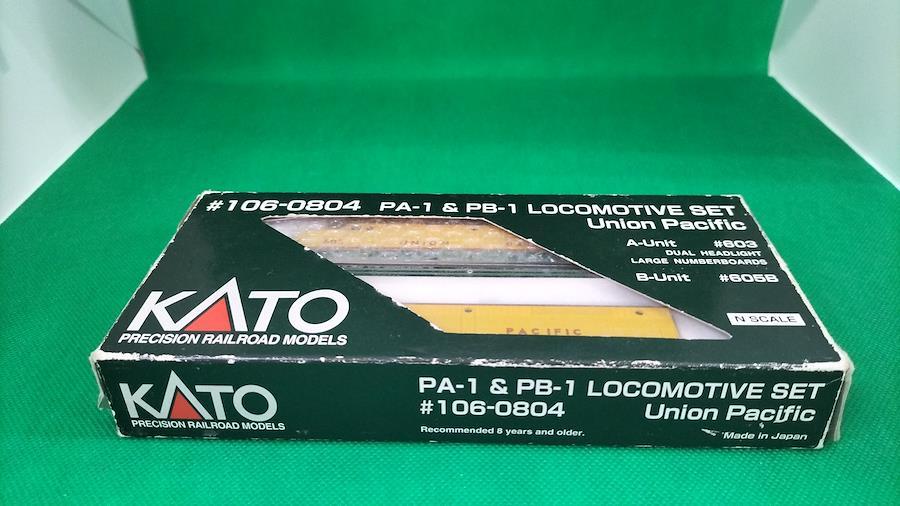 #106-0804 PA-1 & PB-1 LOCOMOTIVE SET
Union Pacific
A-Unit #603
DUAL HEADLIGHT
LARGE NUMBERBOARDS
B-Unit #605B
N SCALE
UNION
PACIFIC
KATO
PRECISION RAILROAD MODELS
KATO
PRECISION RAILROAD MODELS
PA-1 & PB-1 LOCOMOTIVE SET
#106-0804 Union Pacific
Recommended 8 years and older.
Made in Japan